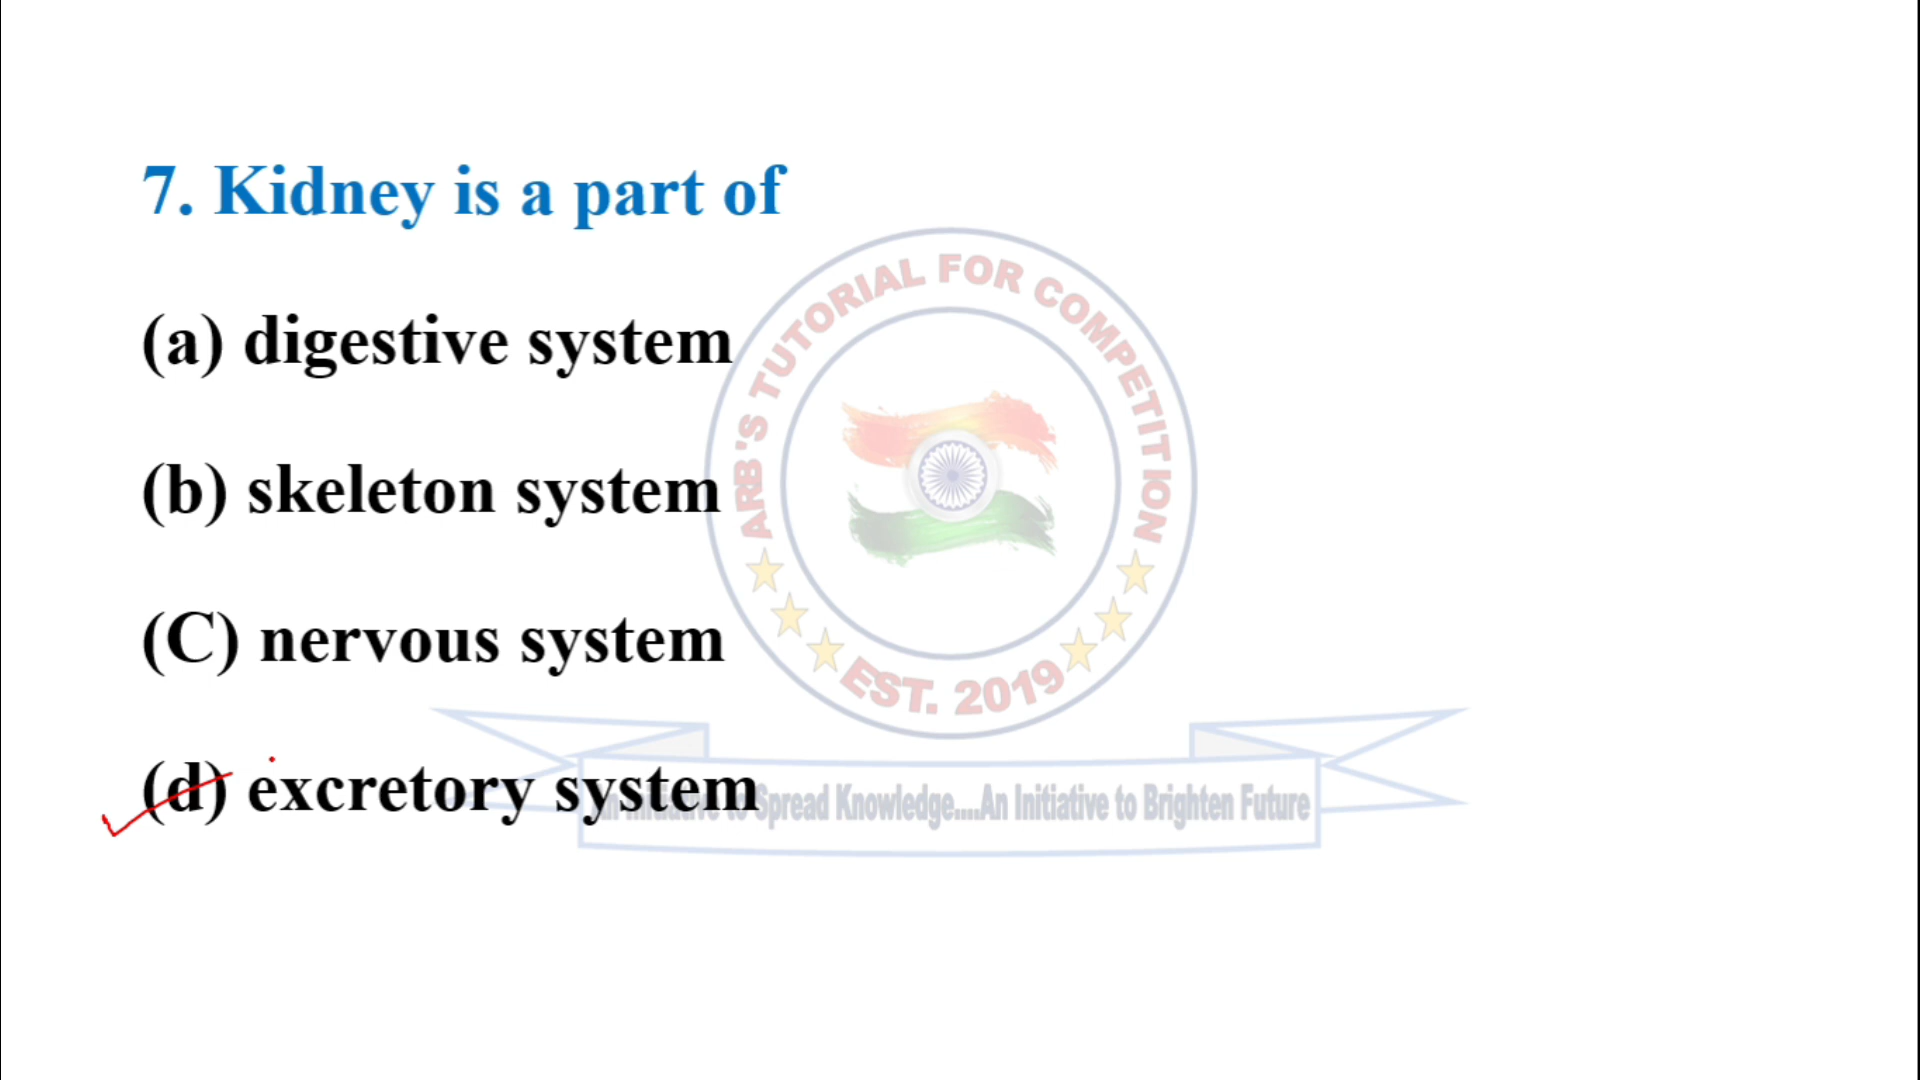 7. Kidney is a part of
(a) digestive system
(b) skeleton system
(C) nervous system
(d) excretory system
ARB'S TUTORIAL FOR COMPETITION
EST. 2019
to Spread Knowledge....An Initiative to Brighten Future